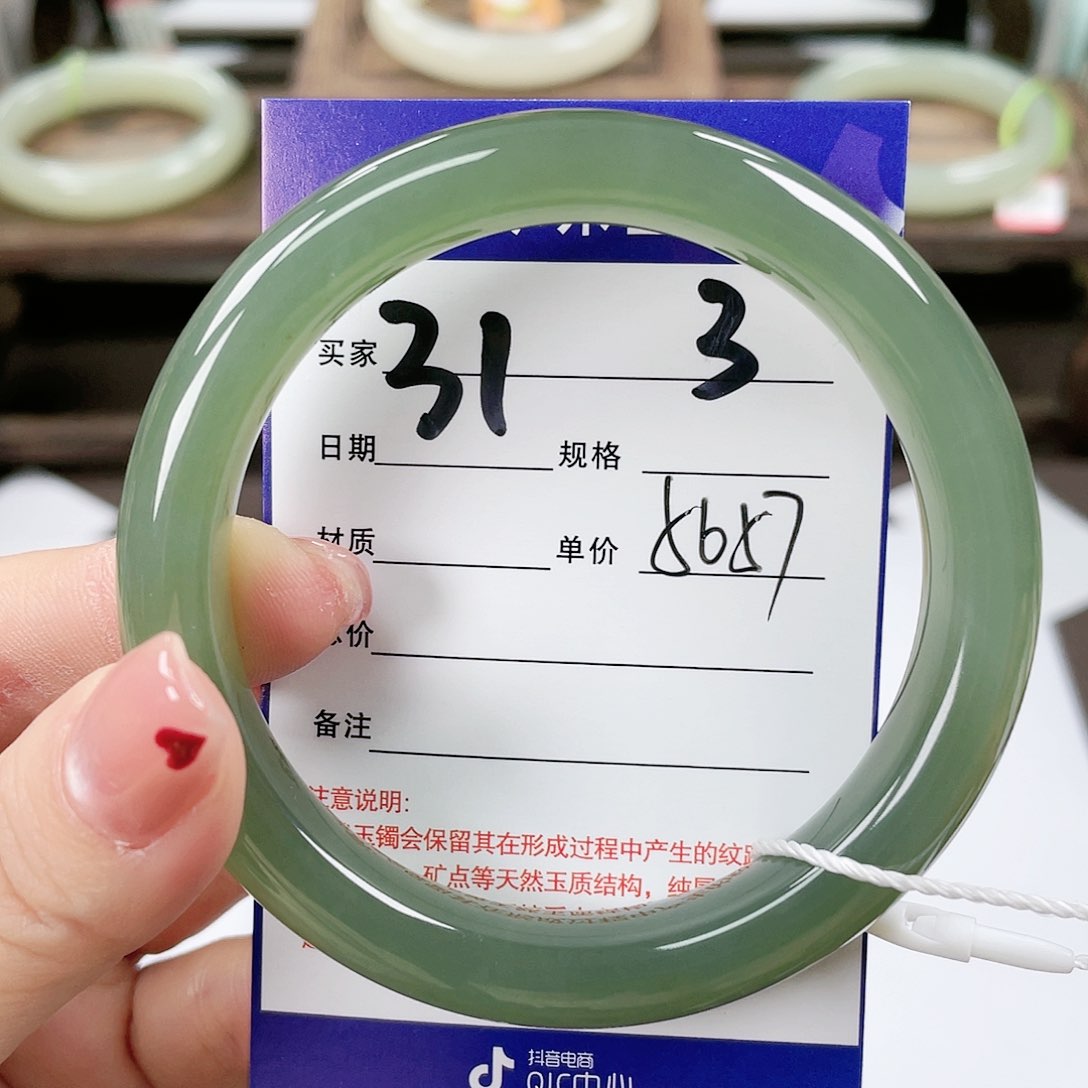 买家 31 3
日期 规格
材质 单价 8687
价
备注
注意说明:
玉镯会保留其在形成过程中产生的纹
矿点等天然玉质结构，纯
抖音电商
QIC中心